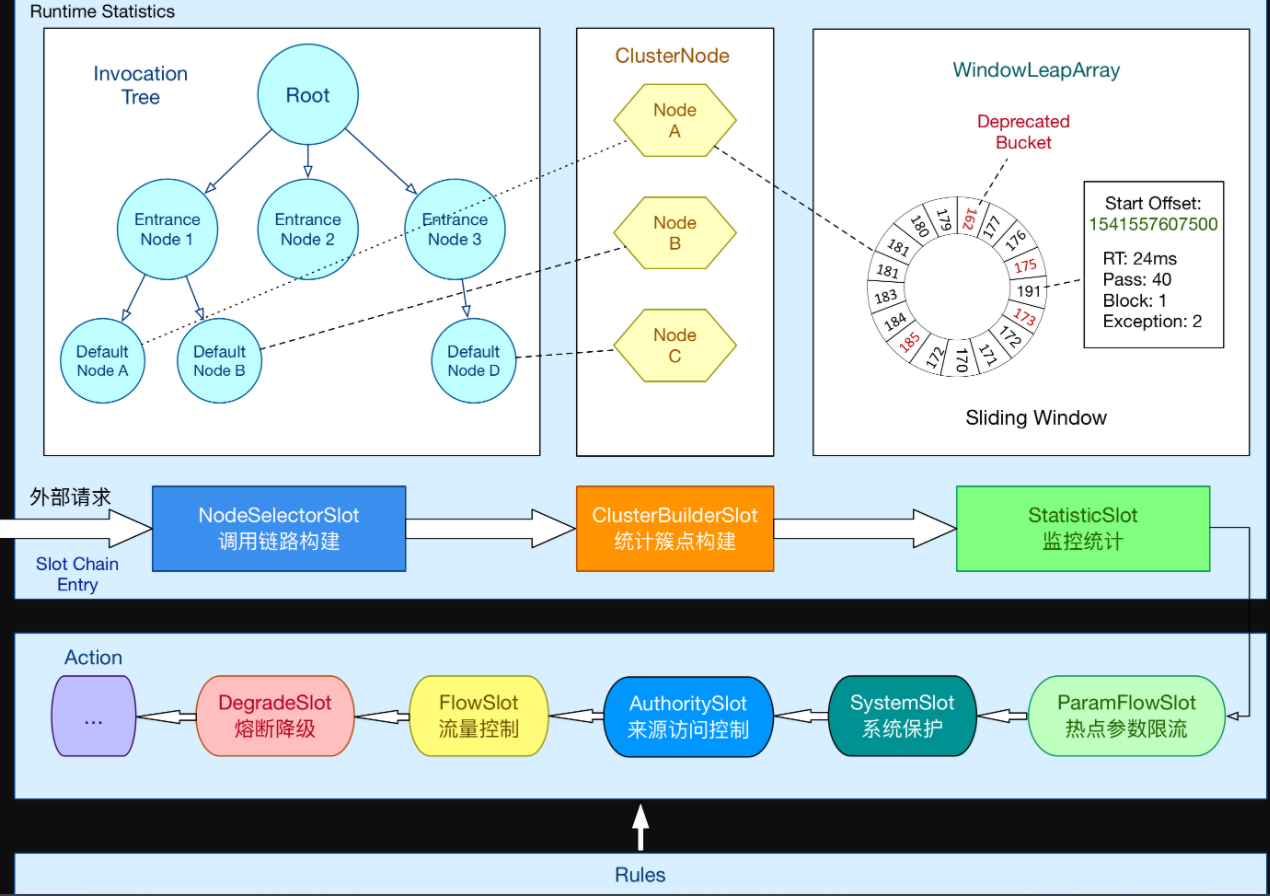 Runtime Statistics
Invocation
Tree
Root
Entrance
Node 1
Entrance
Node 2
Entrance
Node 3
Default
Node A
Default
Node B
Default
Node D
ClusterNode
Node
A
Node
B
Node
C
WindowLeapArray
Deprecated
Bucket
162
177
176
175
191
173
172
171
170
172
185
184
183
181
181
180
179
Start Offset:
1541557607500
RT: 24ms
Pass: 40
Block: 1
Exception: 2
Sliding Window
外部请求
Slot Chain
Entry
NodeSelectorSlot
调用链路构建
ClusterBuilderSlot
统计簇点构建
StatisticSlot
监控统计
Action
...
DegradeSlot
熔断降级
FlowSlot
流量控制
AuthoritySlot
来源访问控制
SystemSlot
系统保护
ParamFlowSlot
热点参数限流
Rules